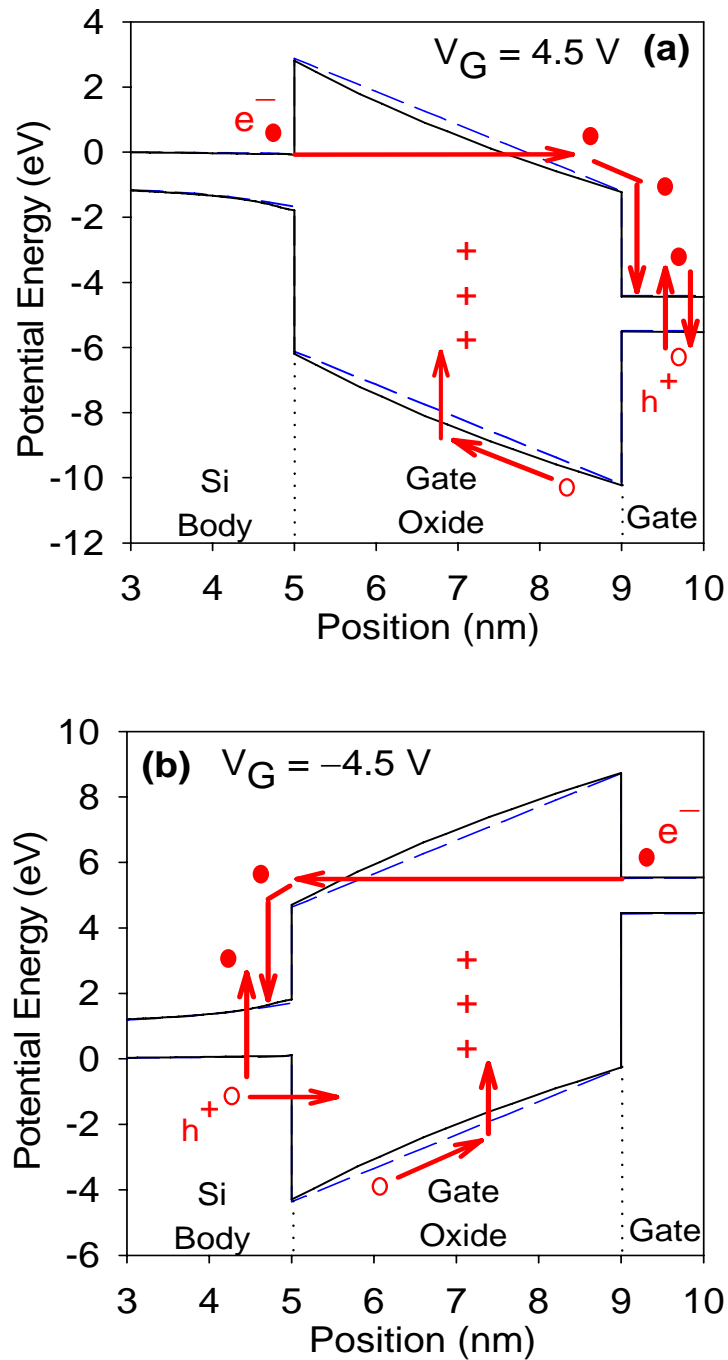 4
V_G = 4.5 V (a)
2
e⁻
0
-2
+
-4
+
+
-6
h⁺
-8
Si Gate
-10
Body Oxide Gate
-12
3 4 5 6 7 8 9 10
Position (nm)
Potential Energy (eV)
10
(b) V_G = −4.5 V
8
e⁻
6
4
+
2
+
+
0
h⁺
-2
Si Gate
-4
Body Oxide Gate
-6
3 4 5 6 7 8 9 10
Position (nm)
Potential Energy (eV)